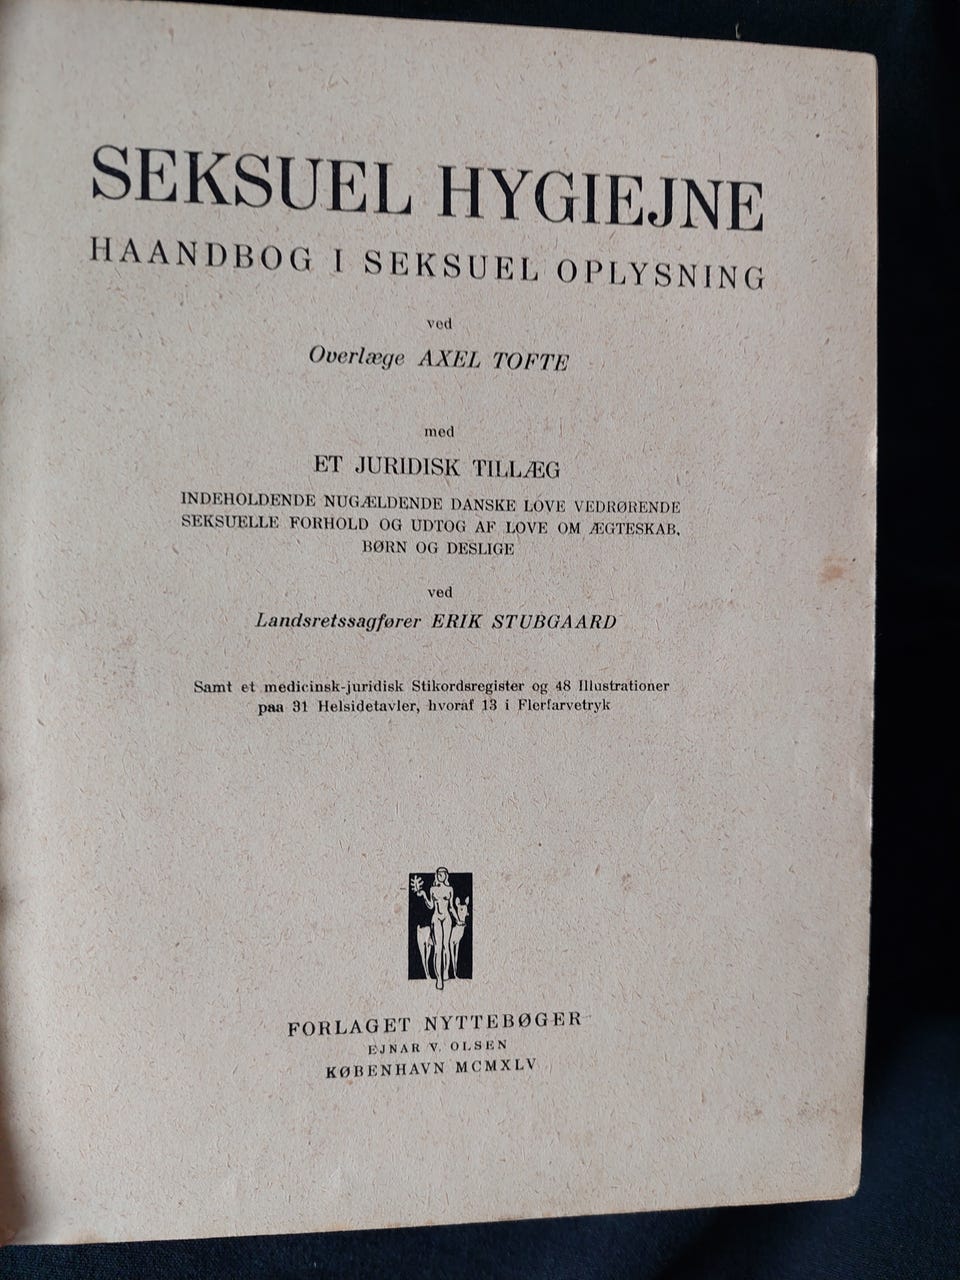 SEKSUEL HYGIEJNE
HAANDBOG I SEKSUEL OPLYSNING
ved
Overlæge AXEL TOFTE
med
ET JURIDISK TILLÆG
INDEHOLDENDE NUGÆLDENDE DANSKE LOVE VEDRØRENDE
SEKSUELLE FORHOLD OG UDTOG AF LOVE OM ÆGTESKAB,
BØRN OG DESLIGE
ved
Landsretssagfører ERIK STUBGAARD
Samt et medicinsk-juridisk Stikordsregister og 48 Illustrationer
paa 31 Helsidetavler, hvoraf 13 i Flerfarvetryk
FORLAGET NYTTEBØGER
EJNAR V. OLSEN
KØBENHAVN MCMXLV